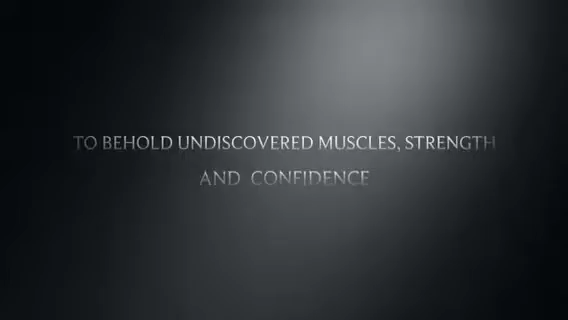 TO BEHOLD UNDISCOVERED MUSCLES, STRENGTH
AND CONFIDENCE